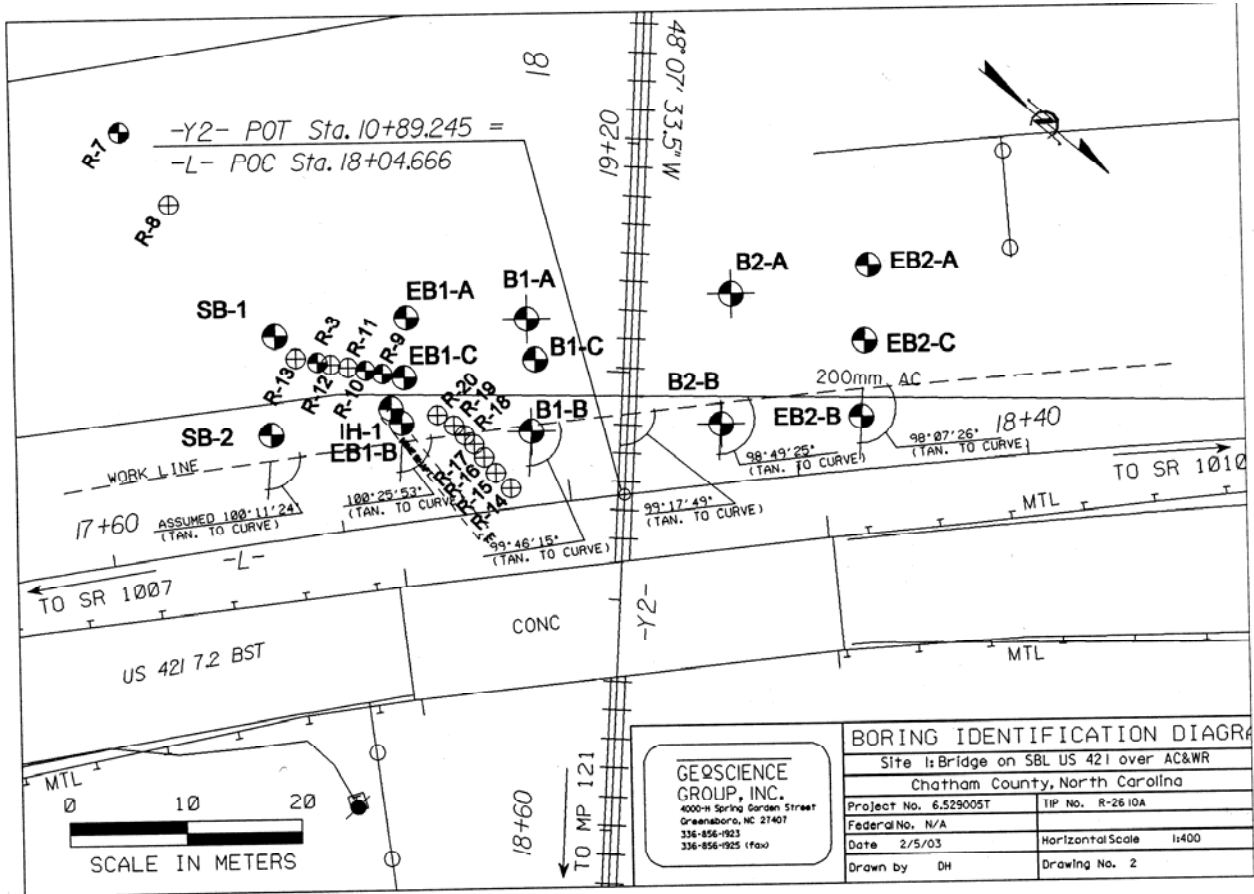 18
48°07' 33.5" W
19+20
-Y2- POT Sta. 10+89.245 =
-L- POC Sta. 18+04.666
R-7
R-8
B2-A
EB2-A
EB1-A
B1-A
SB-1
R-3
R-11
R-9
EB1-C
B1-C
EB2-C
R-13
R-12
R-10
R-20
R-19
R-18
B2-B
200mm AC
SB-2
IH-1
EB1-B
B1-B
EB2-B
18+40
WORK LINE
R-17
R-16
R-15
R-14
98°49'25"
(TAN. TO CURVE)
98°07'26"
(TAN. TO CURVE)
TO SR 1010
17+60
ASSUMED 100°11'24"
(TAN. TO CURVE)
100°25'53"
(TAN. TO CURVE)
99°46'15"
(TAN. TO CURVE)
99°17'49"
(TAN. TO CURVE)
MTL
-L-
TO SR 1007
CONC
-Y2-
US 421 7.2 BST
MTL
MTL
0 10 20
SCALE IN METERS
18+60
TO MP 121
GEOSCIENCE
GROUP, INC.
4000-H Spring Garden Street
Greensboro, NC 27407
336-856-1923
336-856-1925 (fax)
BORING IDENTIFICATION DIAGRA
Site 1: Bridge on SBL US 421 over AC&WR
Chatham County, North Carolina
Project No. 6.529005T
TIP No. R-2610A
Federal No. N/A
Date 2/5/03
Horizontal Scale 1:400
Drawn by DH
Drawing No. 2